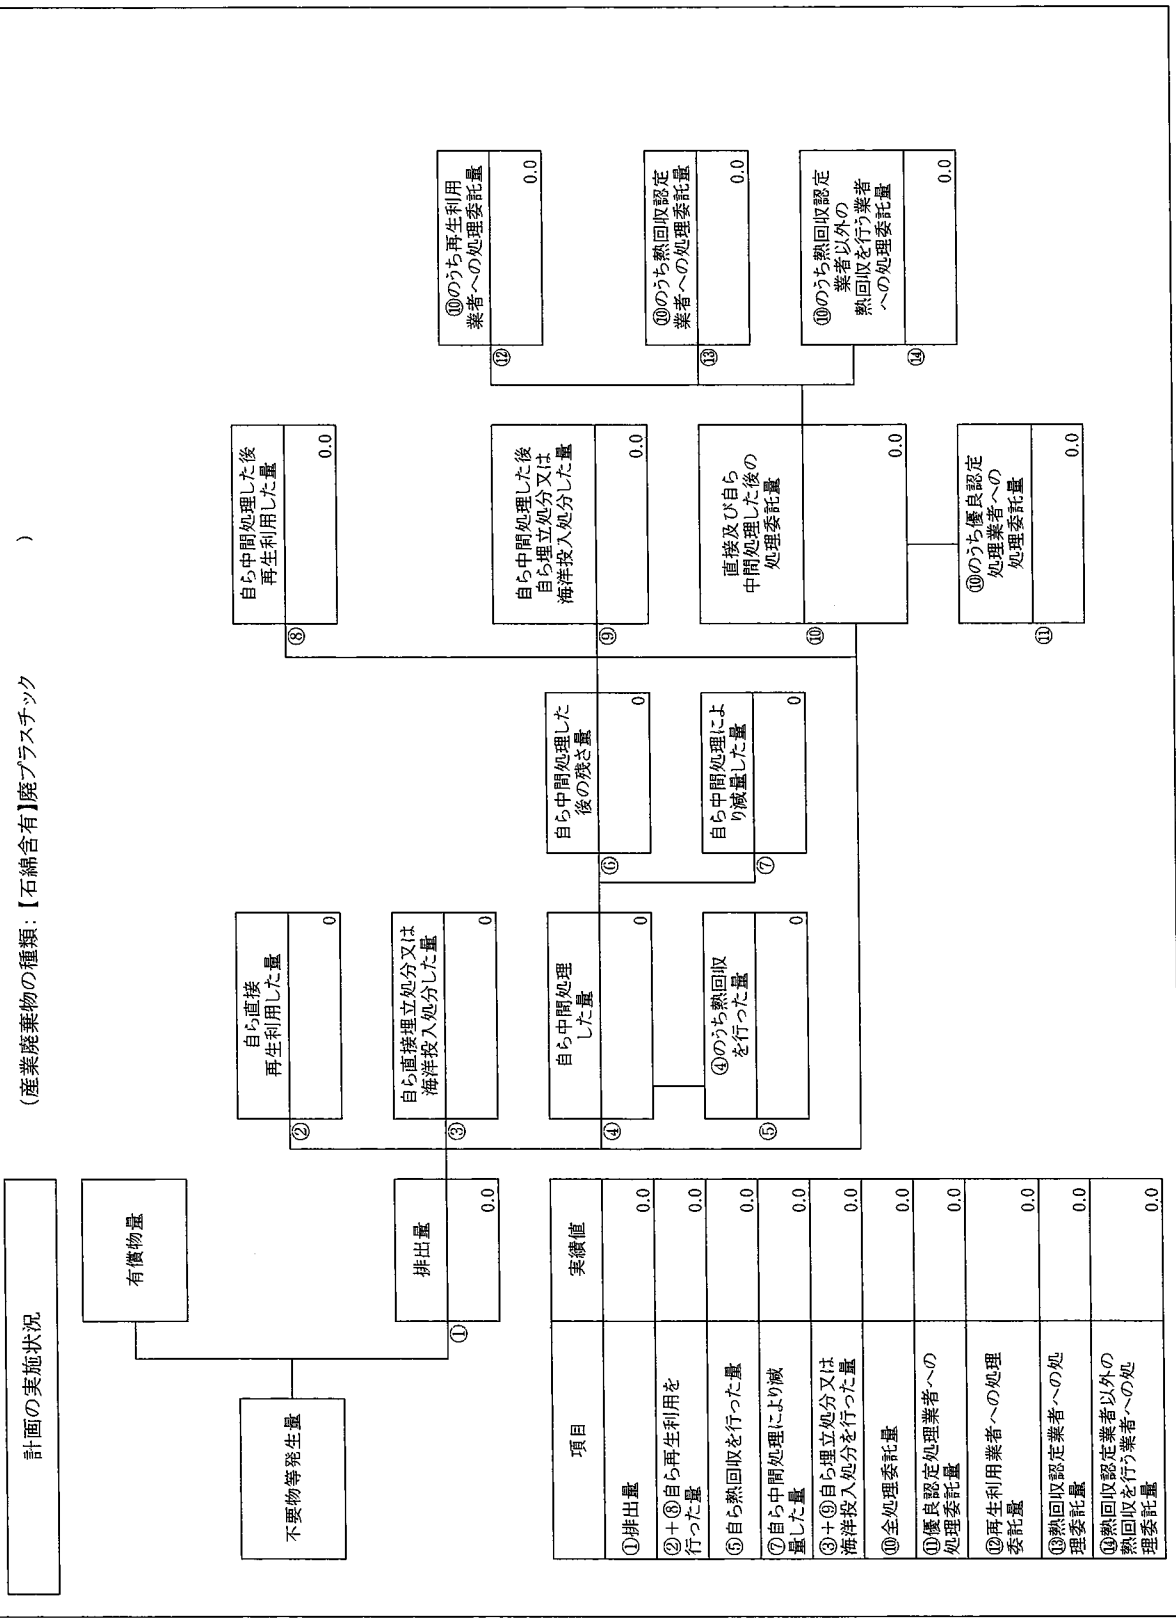 計画の実施状況
(産業廃棄物の種類:【石綿含有】廃プラスチック )
不要物等発生量
有償物量
①
排出量
0.0
②
自ら直接
再生利用した量
0
③
自ら直接埋立処分又は
海洋投入処分した量
0
④
自ら中間処理
した量
0
⑤
④のうち熱回収
を行った量
0
⑥
自ら中間処理した
後の残さ量
0
⑦
自ら中間処理によ
り減量した量
0
⑧
自ら中間処理した後
再生利用した量
0.0
⑨
自ら中間処理した後
自ら埋立処分又は
海洋投入処分した量
0.0
⑩
直接及び自ら
中間処理した後の
処理委託量
0.0
⑪
⑩のうち優良認定
処理業者への
処理委託量
0.0
⑫
⑩のうち再生利用
業者への処理委託量
0.0
⑬
⑩のうち熱回収認定
業者への処理委託量
0.0
⑭
⑩のうち熱回収認定
業者以外の
熱回収を行う業者
への処理委託量
0.0
項目 実績値
①排出量 0.0
②+⑧自ら再生利用を
行った量 0.0
⑤自ら熱回収を行った量 0.0
⑦自ら中間処理により減
量した量 0.0
③+⑨自ら埋立処分又は
海洋投入処分を行った量 0.0
⑩全処理委託量 0.0
⑪優良認定処理業者への
処理委託量 0.0
⑫再生利用業者への処理
委託量 0.0
⑬熱回収認定業者への処
理委託量 0.0
⑭熱回収認定業者以外の
熱回収を行う業者への処
理委託量 0.0